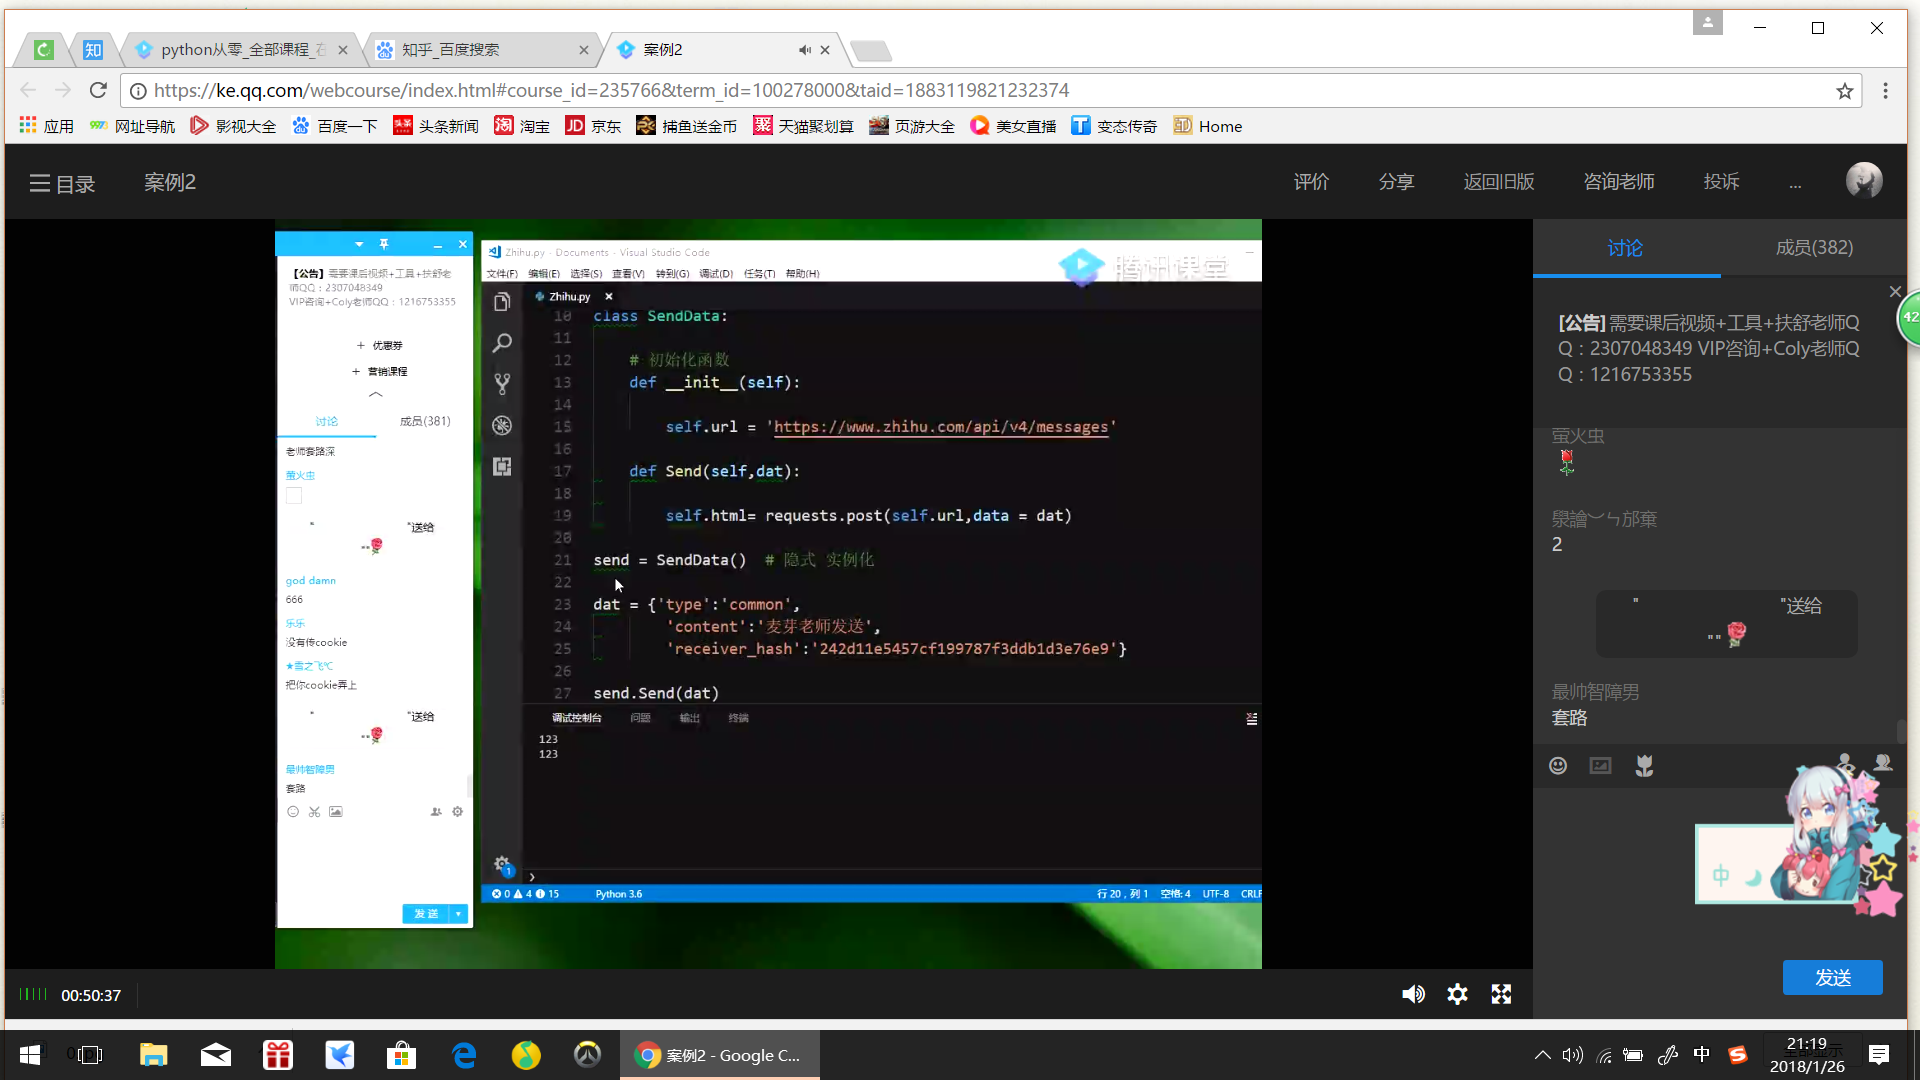 python从零_全部课程_在
知乎_百度搜索
案例2
https://ke.qq.com/webcourse/index.html#course_id=235766&term_id=100278000&taid=1883119821232374
应用 网址导航 影视大全 百度一下 头条新闻 淘宝 京东 捕鱼送金币 天猫聚划算 页游大全 美女直播 变态传奇 Home
目录 案例2 评价 分享 返回旧版 咨询老师 投诉 ...
【公告】需要课后视频+工具+扶舒老
师QQ：2307048349
VIP咨询+Coly老师QQ：1216753355
+ 优惠券
+ 营销课程
讨论 成员(381)
老师套路深
萤火虫
"送给
god damn
666
乐乐
没有传cookie
★雪之飞℃
把你cookie弄上
"送给
最帅智障男
套路
发送
Zhihu.py - Documents - Visual Studio Code
腾讯课堂
文件(F) 编辑(E) 选择(S) 查看(V) 转到(G) 调试(D) 任务(T) 帮助(H)
Zhihu.py
10 class SendData:
11
12 # 初始化函数
13 def __init__(self):
14
15 self.url = 'https://www.zhihu.com/api/v4/messages'
16
17 def Send(self,dat):
18
19 self.html= requests.post(self.url,data = dat)
20
21 send = SendData() # 隐式 实例化
22
23 dat = {'type':'common',
24 'content':'麦芽老师发送',
25 'receiver_hash':'242d11e5457cf199787f3ddb1d3e76e9'}
26
27 send.Send(dat)
调试控制台 问题 输出 终端
123
123
1
0 4 15 Python 3.6 行 20，列 1 空格: 4 UTF-8 CRLF
讨论 成员(382)
[公告]需要课后视频+工具+扶舒老师Q
Q：2307048349 VIP咨询+Coly老师Q
Q：1216753355
42
萤火虫
2
"送给
""
最帅智障男
套路
中
发送
00:50:37
案例2 - Google C...
中
21:19
2018/1/26